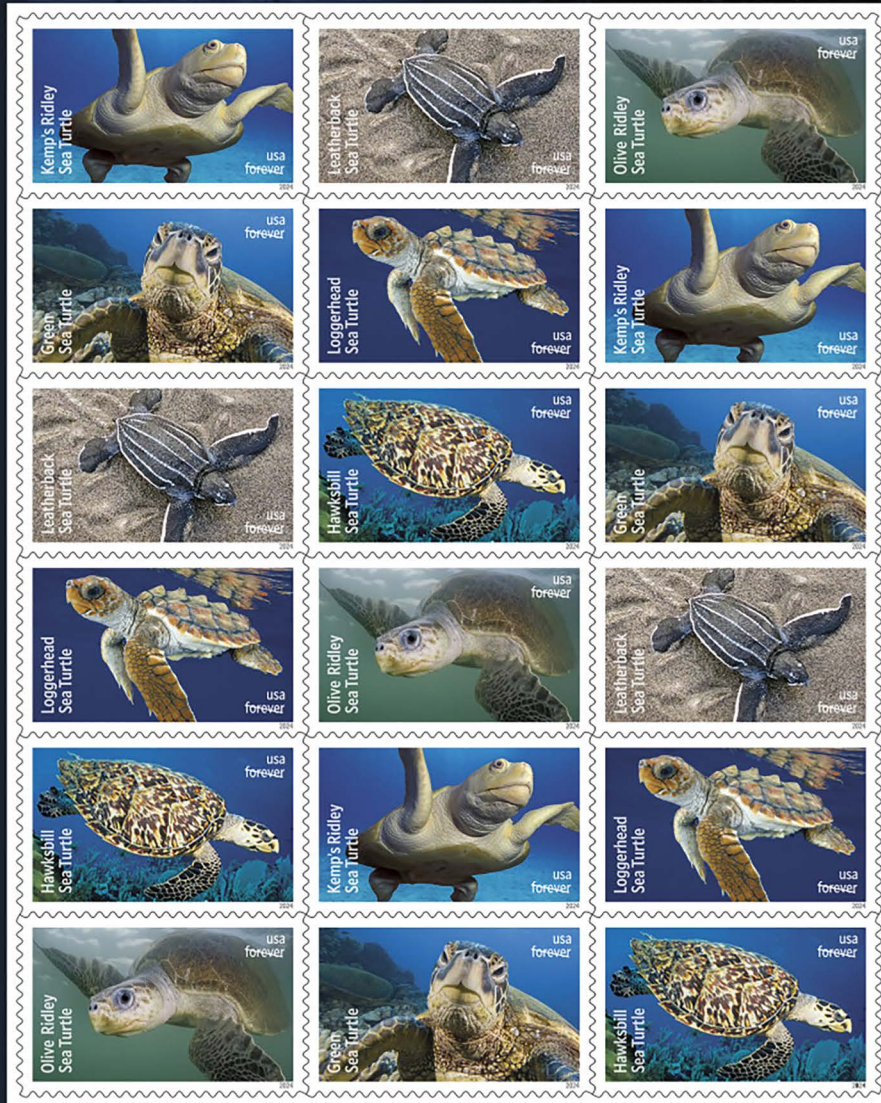 Kemp's Ridley
Sea Turtle
usa
forever
2024
Leatherback
Sea Turtle
usa
forever
2024
Olive Ridley
Sea Turtle
usa
forever
2024
Green
Sea Turtle
usa
forever
2024
Loggerhead
Sea Turtle
usa
forever
2024
Kemp's Ridley
Sea Turtle
usa
forever
2024
Leatherback
Sea Turtle
usa
forever
2024
Hawksbill
Sea Turtle
usa
forever
2024
Green
Sea Turtle
usa
forever
2024
Loggerhead
Sea Turtle
usa
forever
2024
Olive Ridley
Sea Turtle
usa
forever
2024
Leatherback
Sea Turtle
usa
forever
2024
Hawksbill
Sea Turtle
usa
forever
2024
Kemp's Ridley
Sea Turtle
usa
forever
2024
Loggerhead
Sea Turtle
usa
forever
2024
Olive Ridley
Sea Turtle
usa
forever
2024
Green
Sea Turtle
usa
forever
2024
Hawksbill
Sea Turtle
usa
forever
2024